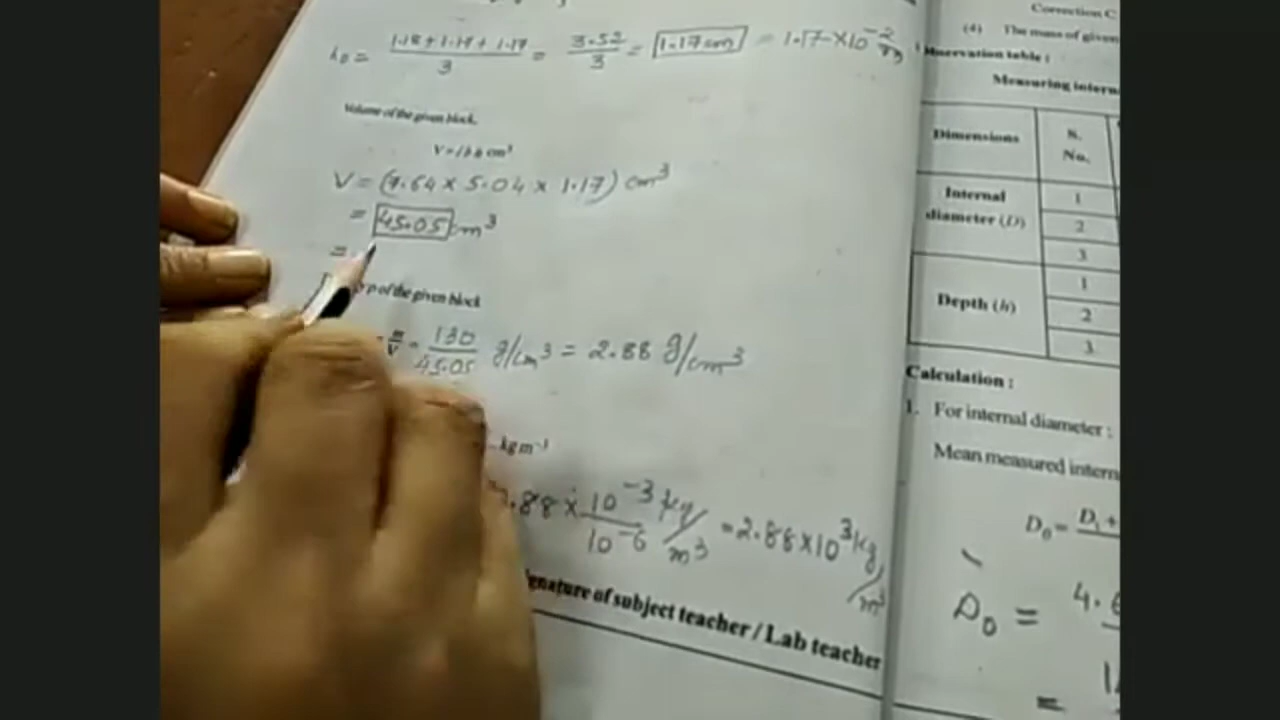 h₀ = (1.18 + 1.17 + 1.17)/3 = 3.52/3 = 1.17 cm = 1.17 × 10⁻² m
Volume of the given block,
V = l b h cm³
V = (7.64 × 5.04 × 1.17) cm³
= 45.05 cm³
=
ρ of the given block
= m/V = 130/45.05 g/cm³ = 2.88 g/cm³
kg m⁻³
.88 × 10⁻³ kg/10⁻⁶ m³ = 2.88 × 10³ kg/m³
gnature of subject teacher / Lab teacher
Correction C
(4) The mass of given
Observation table :
Measuring intern
Dimensions S. No.
Internal diameter (D) 1
2
3
Depth (h) 1
2
3
Calculation :
1. For internal diameter :
Mean measured intern
D₀ = D₁ +
D₀ = 4.6
= 1